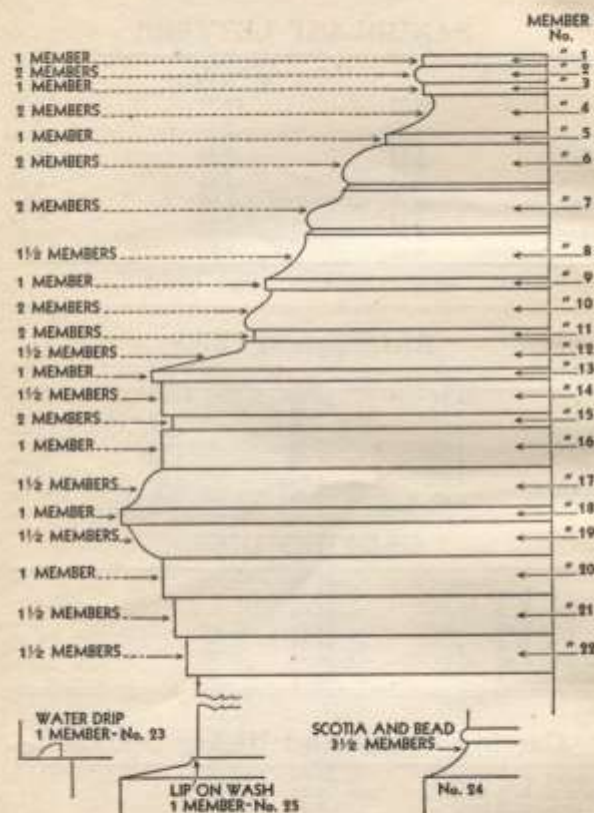 MEMBER
No.
1 MEMBER " 1
2 MEMBERS " 2
1 MEMBER " 3
2 MEMBERS " 4
1 MEMBER " 5
2 MEMBERS " 6
2 MEMBERS " 7
1½ MEMBERS " 8
1 MEMBER " 9
2 MEMBERS " 10
2 MEMBERS " 11
1½ MEMBERS " 12
1 MEMBER " 13
1½ MEMBERS " 14
2 MEMBERS " 15
1 MEMBER " 16
1½ MEMBERS " 17
1 MEMBER " 18
1½ MEMBERS " 19
1 MEMBER " 20
1½ MEMBERS " 21
1½ MEMBERS " 22
WATER DRIP
1 MEMBER - No. 23
LIP ON WASH
1 MEMBER - No. 25
SCOTIA AND BEAD
3½ MEMBERS
No. 24